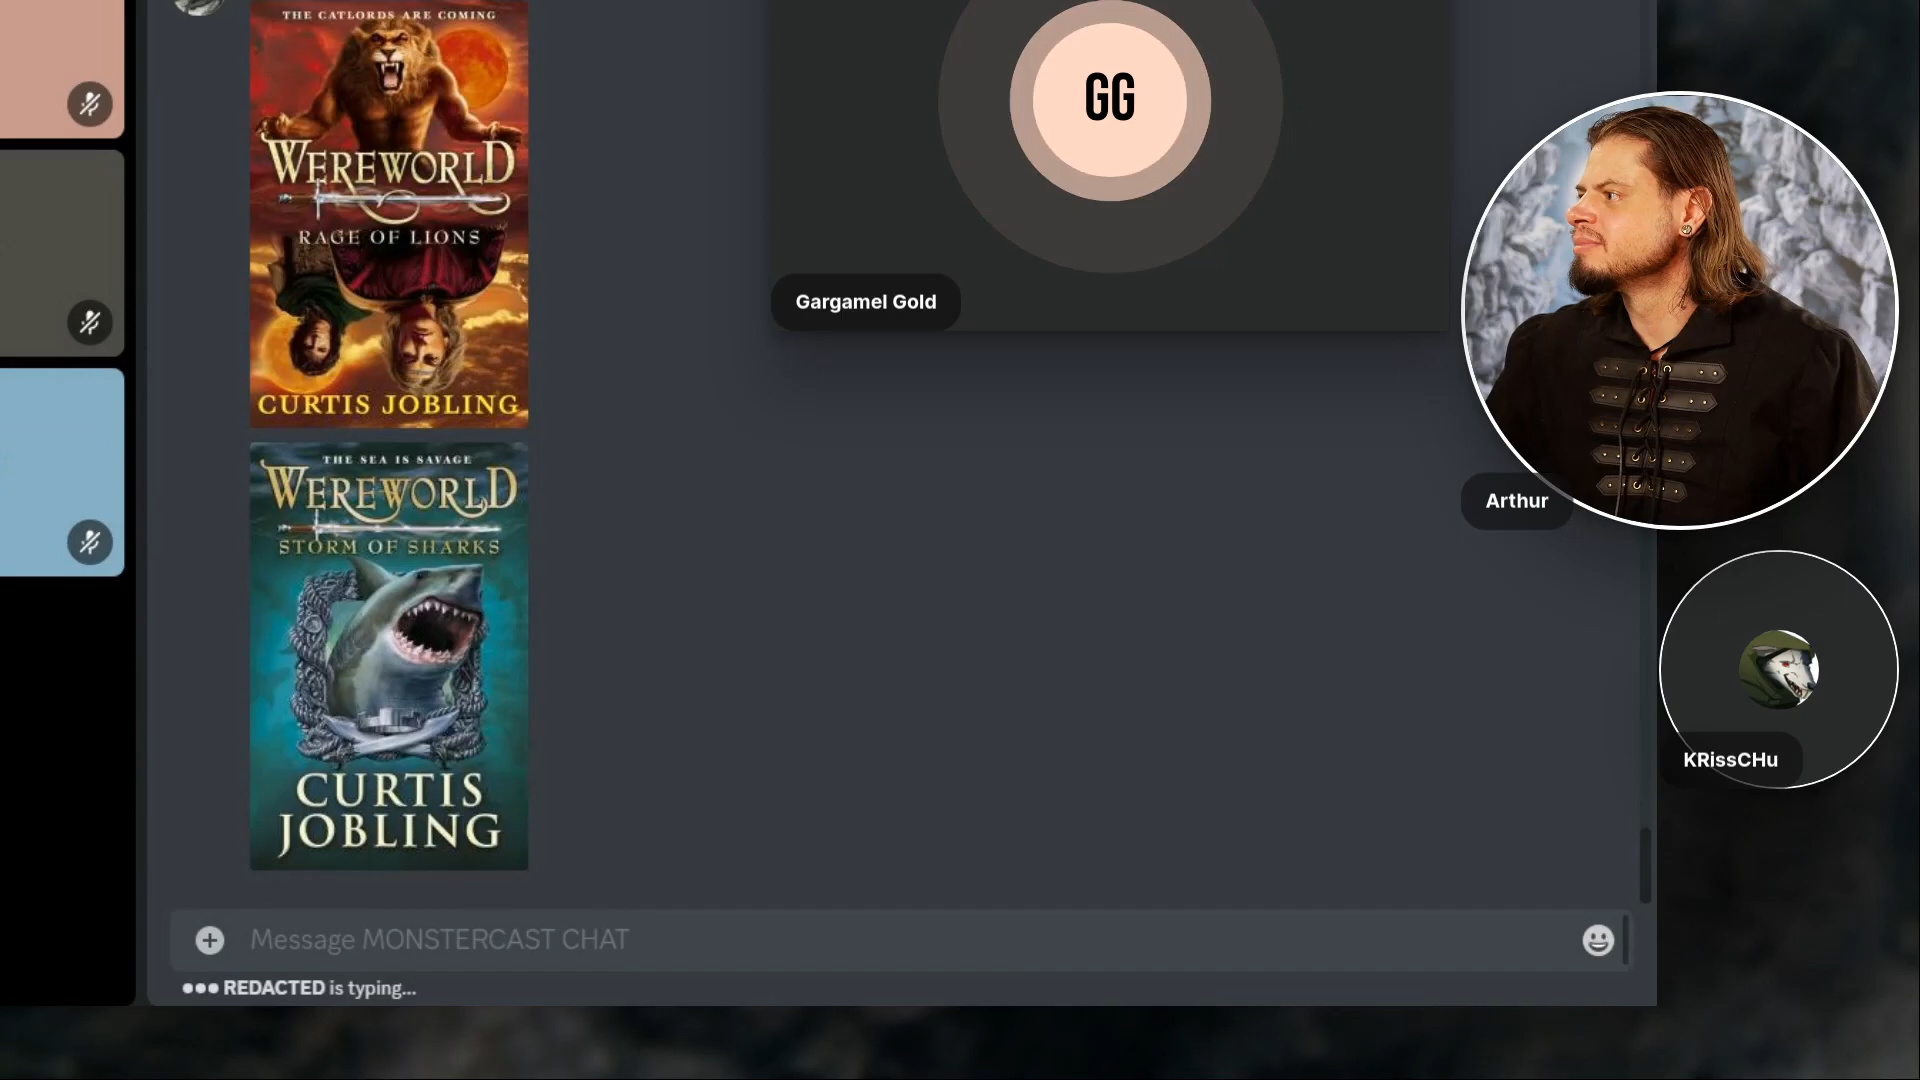 THE CATLORDS ARE COMING
WEREWORLD
RAGE OF LIONS
CURTIS JOBLING
THE SEA IS SAVAGE
WEREWORLD
STORM OF SHARKS
CURTIS
JOBLING
GG
Gargamel Gold
Arthur
KRissCHu
Message MONSTERCAST CHAT
REDACTED is typing...